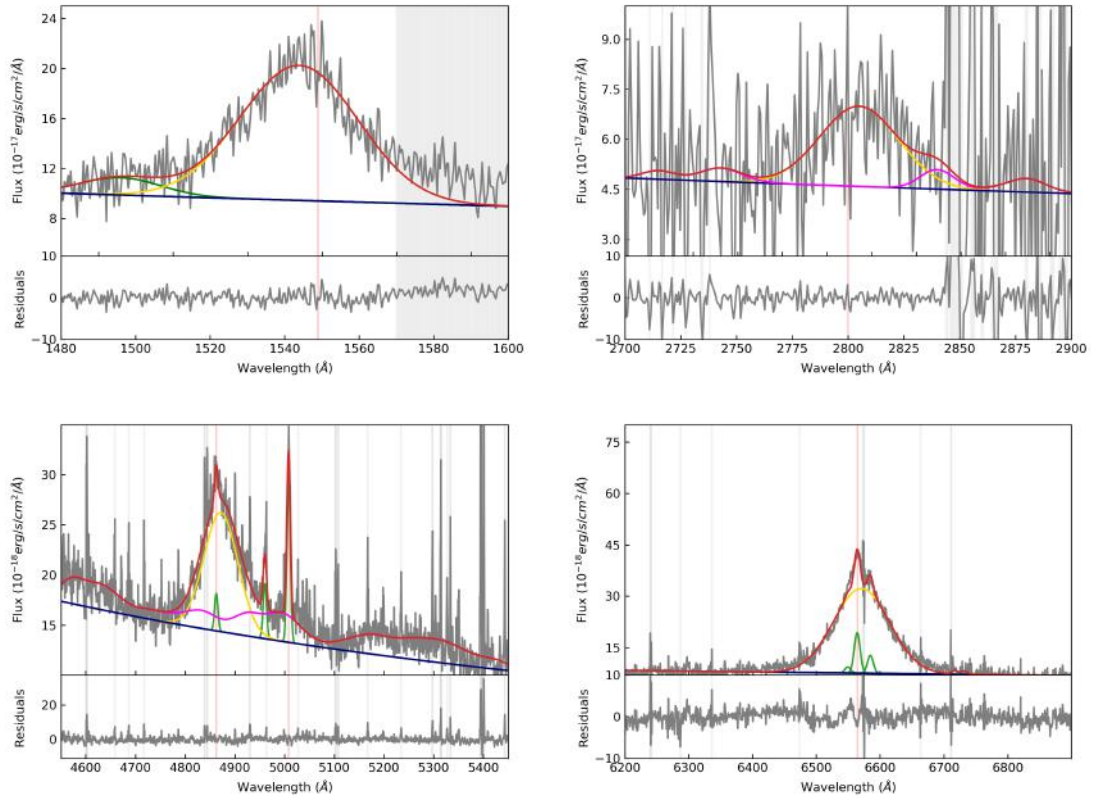 24
20
16
12
8
Flux (10⁻¹⁷erg/s/cm²/Å)
10
0
−10
Residuals
1480 1500 1520 1540 1560 1580 1600
Wavelength (Å)
9.0
7.5
6.0
4.5
3.0
Flux (10⁻¹⁷erg/s/cm²/Å)
10
0
−10
Residuals
2700 2725 2750 2775 2800 2825 2850 2875 2900
Wavelength (Å)
30
25
20
15
Flux (10⁻¹⁸erg/s/cm²/Å)
20
0
Residuals
4600 4700 4800 4900 5000 5100 5200 5300 5400
Wavelength (Å)
75
60
45
30
Flux (10⁻¹⁸erg/s/cm²/Å)
10
0
−10
Residuals
6200 6300 6400 6500 6600 6700 6800
Wavelength (Å)